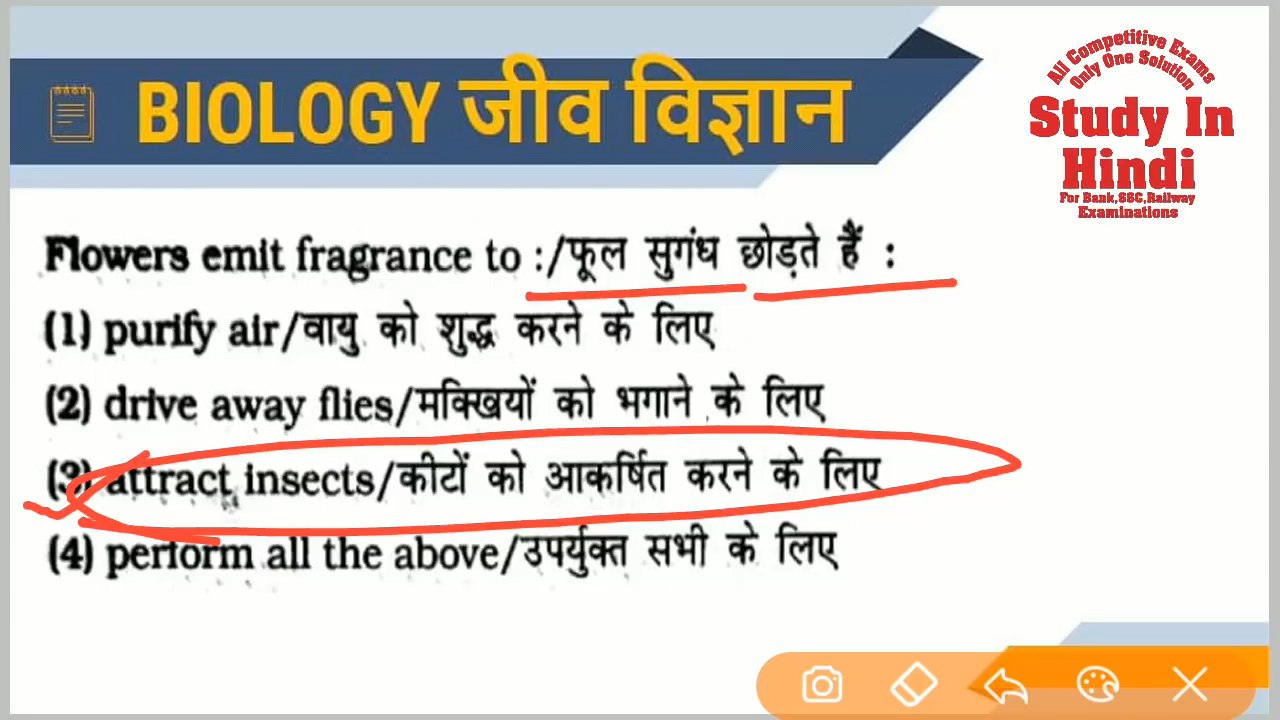 All Competitive Exams
Only One Solution
Study In
Hindi
For Bank,SSC,Railway
Examinations
BIOLOGY जीव विज्ञान
Flowers emit fragrance to :/फूल सुगंध छोड़ते हैं :
(1) purify air/वायु को शुद्ध करने के लिए
(2) drive away flies/मक्खियों को भगाने के लिए
(3) attract insects/कीटों को आकर्षित करने के लिए
(4) perform all the above/उपर्युक्त सभी के लिए